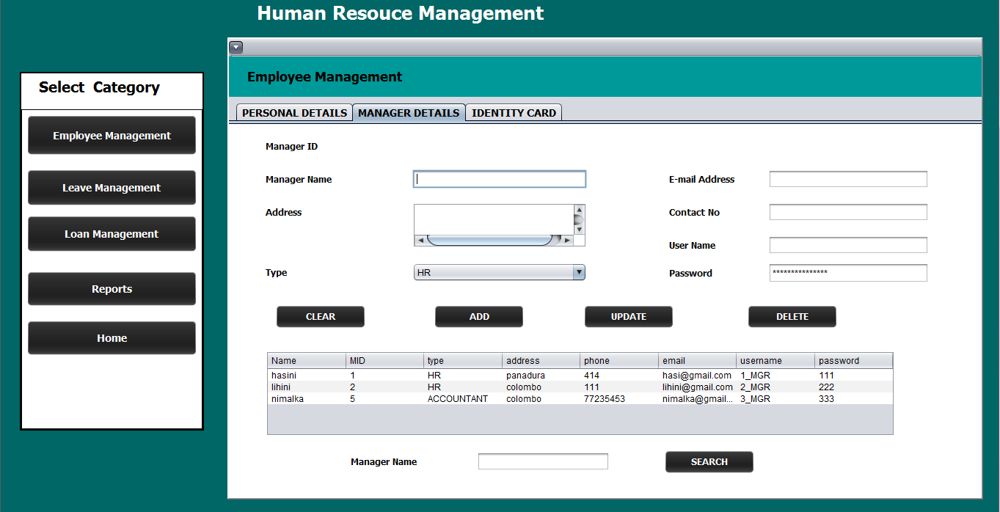 Human Resouce Management
Select  Category
Employee Management
Leave Management
Loan Management
Reports
Home
Employee Management
PERSONAL DETAILS MANAGER DETAILS IDENTITY CARD
Manager ID
Manager Name E-mail Address
Address Contact No
User Name
Type HR Password ***************
CLEAR ADD UPDATE DELETE
Name MID type address phone email username password
hasini 1 HR panadura 414 hasi@gmail.com 1_MGR 111
lihini 2 HR colombo 111 lihini@gmail.com 2_MGR 222
nimalka 5 ACCOUNTANT colombo 77235453 nimalka@gmail... 3_MGR 333
Manager Name SEARCH